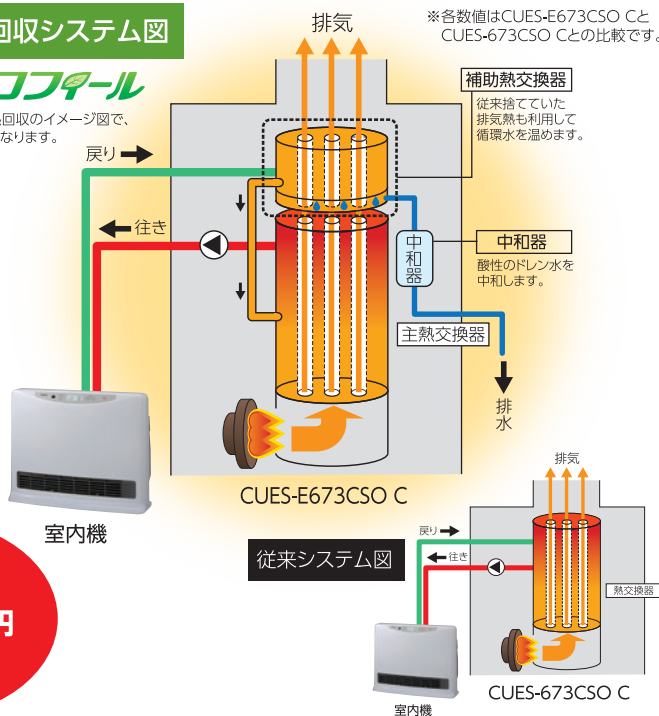 回収システム図
排気
※各数値はCUES-E673CSO Cと
CUES-673CSO Cとの比較です。
コフィール
回収のイメージ図で、
なります。
補助熱交換器
従来捨てていた
排気熱も利用して
循環水を温めます。
戻り
往き
中和器
中和器
酸性のドレン水を
中和します。
主熱交換器
排水
CUES-E673CSO C
室内機
円
従来システム図
排気
戻り
往き
熱交換器
CUES-673CSO C
室内機